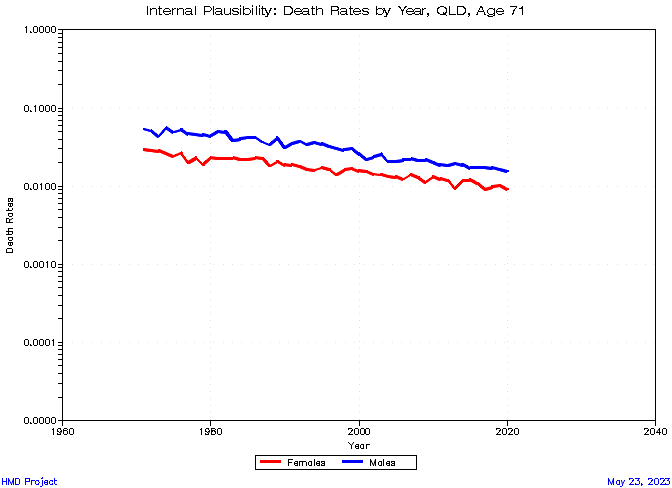 Internal Plausibility: Death Rates by Year, QLD, Age 71
1.0000
0.1000
0.0100
0.0010
0.0001
0.0000
Death Rates
1960 1980 2000 2020 2040
Year
Females Males
HMD Project May 23, 2023